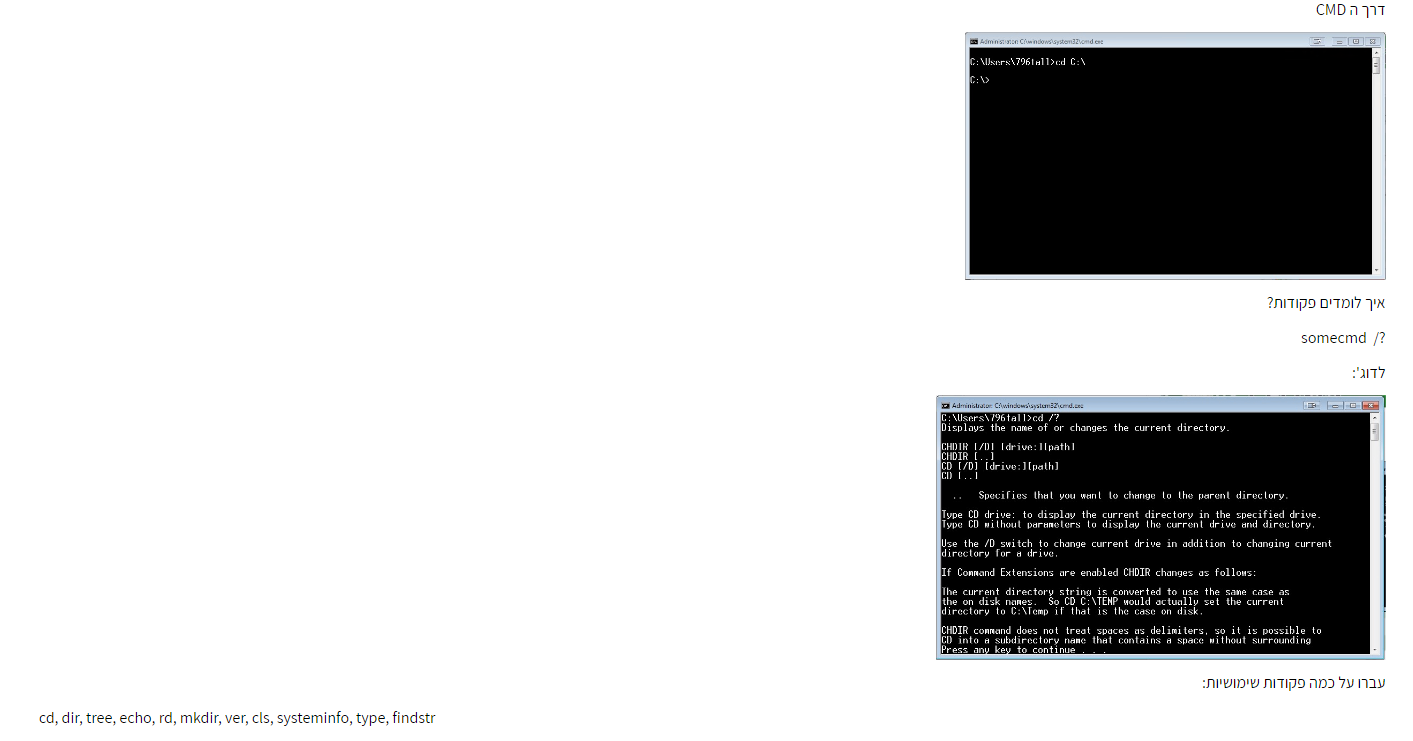 דרך ה CMD
Administrator: C:\windows\system32\cmd.exe
C:\Users\796tall>cd C:\
C:\>
איך לומדים פקודות?
somecmd /?
לדוג':
Administrator: C:\windows\system32\cmd.exe
C:\Users\796tall>cd /?
Displays the name of or changes the current directory.
CHDIR [/D] [drive:][path]
CHDIR [..]
CD [/D] [drive:][path]
CD [..]
.. Specifies that you want to change to the parent directory.
Type CD drive: to display the current directory in the specified drive.
Type CD without parameters to display the current drive and directory.
Use the /D switch to change current drive in addition to changing current
directory for a drive.
If Command Extensions are enabled CHDIR changes as follows:
The current directory string is converted to use the same case as
the on disk names. So CD C:\TEMP would actually set the current
directory to C:\Temp if that is the case on disk.
CHDIR command does not treat spaces as delimiters, so it is possible to
CD into a subdirectory name that contains a space without surrounding
Press any key to continue . . .
עברו על כמה פקודות שימושיות:
cd, dir, tree, echo, rd, mkdir, ver, cls, systeminfo, type, findstr